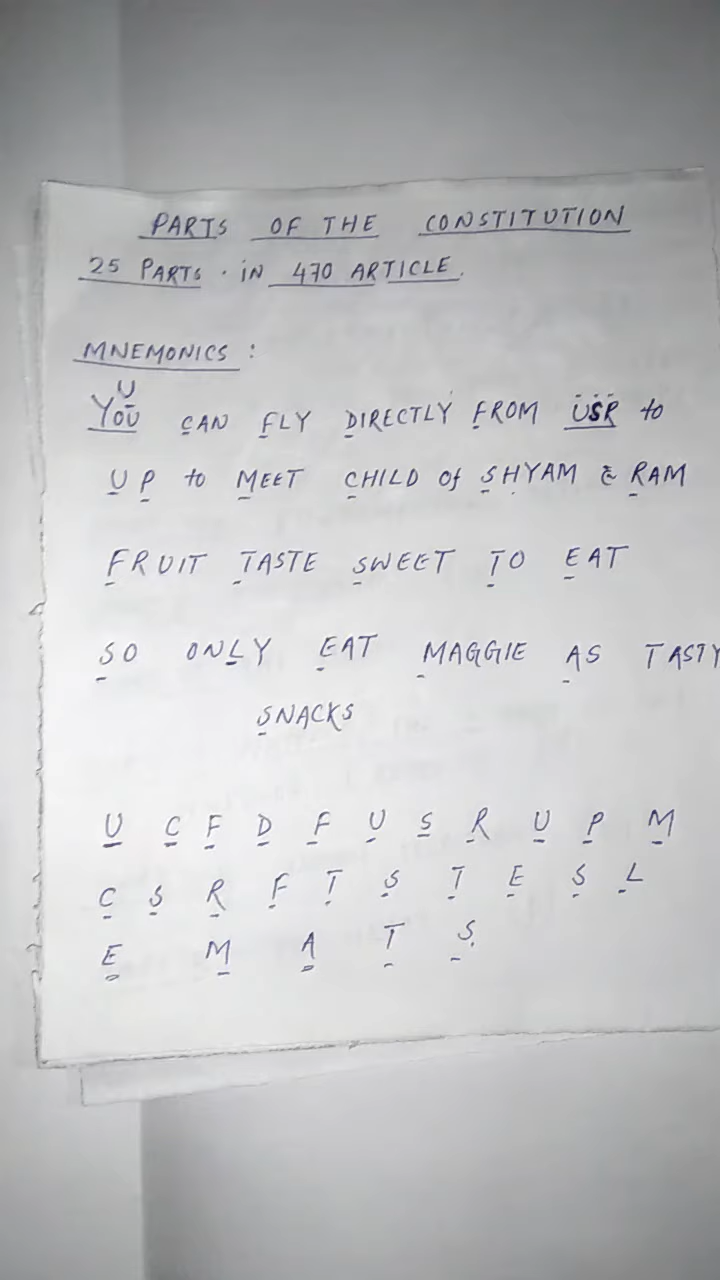 PARTS OF THE CONSTITUTION
25 PARTS . IN 470 ARTICLE.
MNEMONICS :
U
YOU CAN FLY DIRECTLY FROM USR to
UP to MEET CHILD of SHYAM & RAM
FRUIT TASTE SWEET TO EAT
SO ONLY EAT MAGGIE AS TASTY
SNACKS
U C F D F U S R U P M
C S R F T S T E S L
E M A T S.